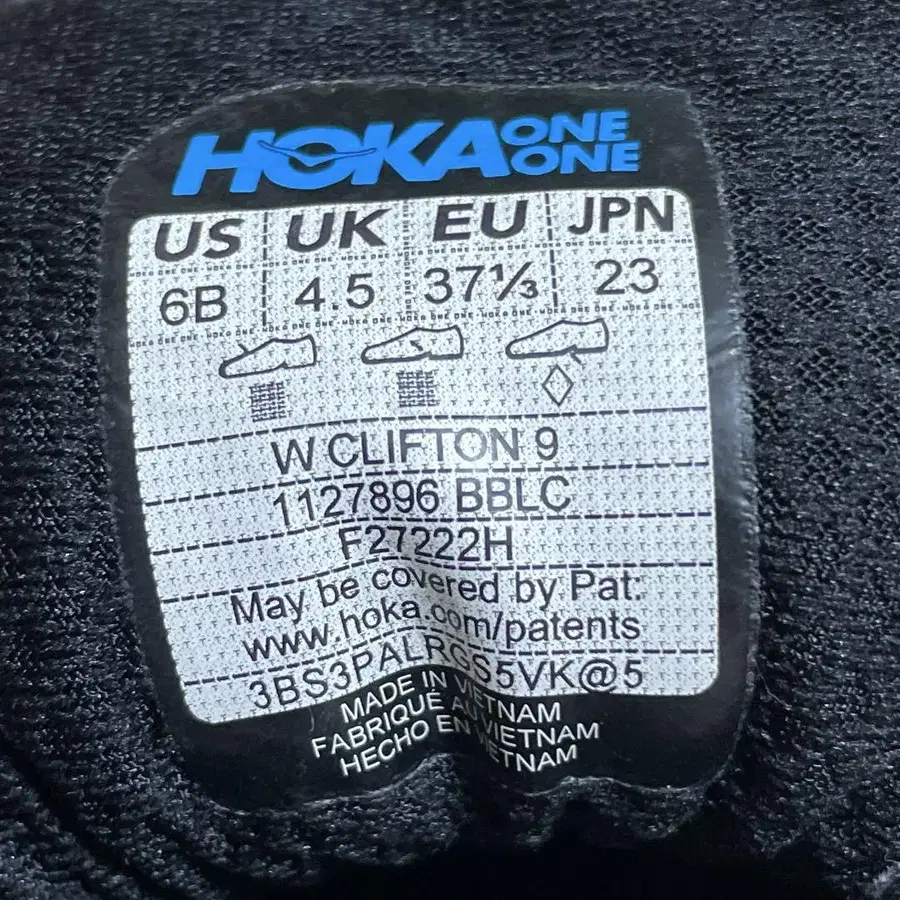 HOKA ONE ONE
US UK EU JPN
6B 4.5 37⅓ 23
W CLIFTON 9
1127896 BBLC
F27222H
May be covered by Pat:
www.hoka.com/patents
3BS3PALRGS5VK@5
MADE IN VIETNAM
FABRIQUÉ AU VIETNAM
HECHO EN VIETNAM